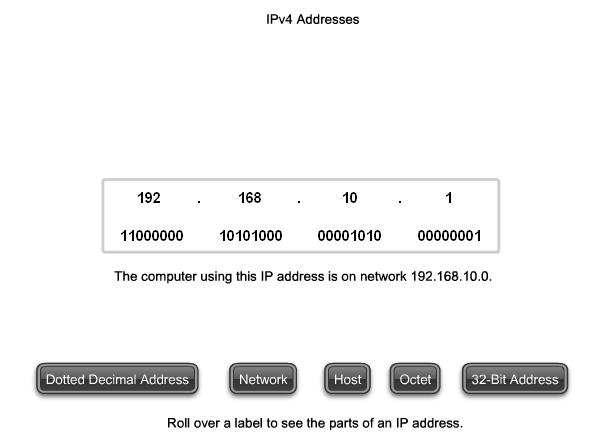 IPv4 Addresses
192 . 168 . 10 . 1
11000000 10101000 00001010 00000001
The computer using this IP address is on network 192.168.10.0.
Dotted Decimal Address Network Host Octet 32-Bit Address
Roll over a label to see the parts of an IP address.